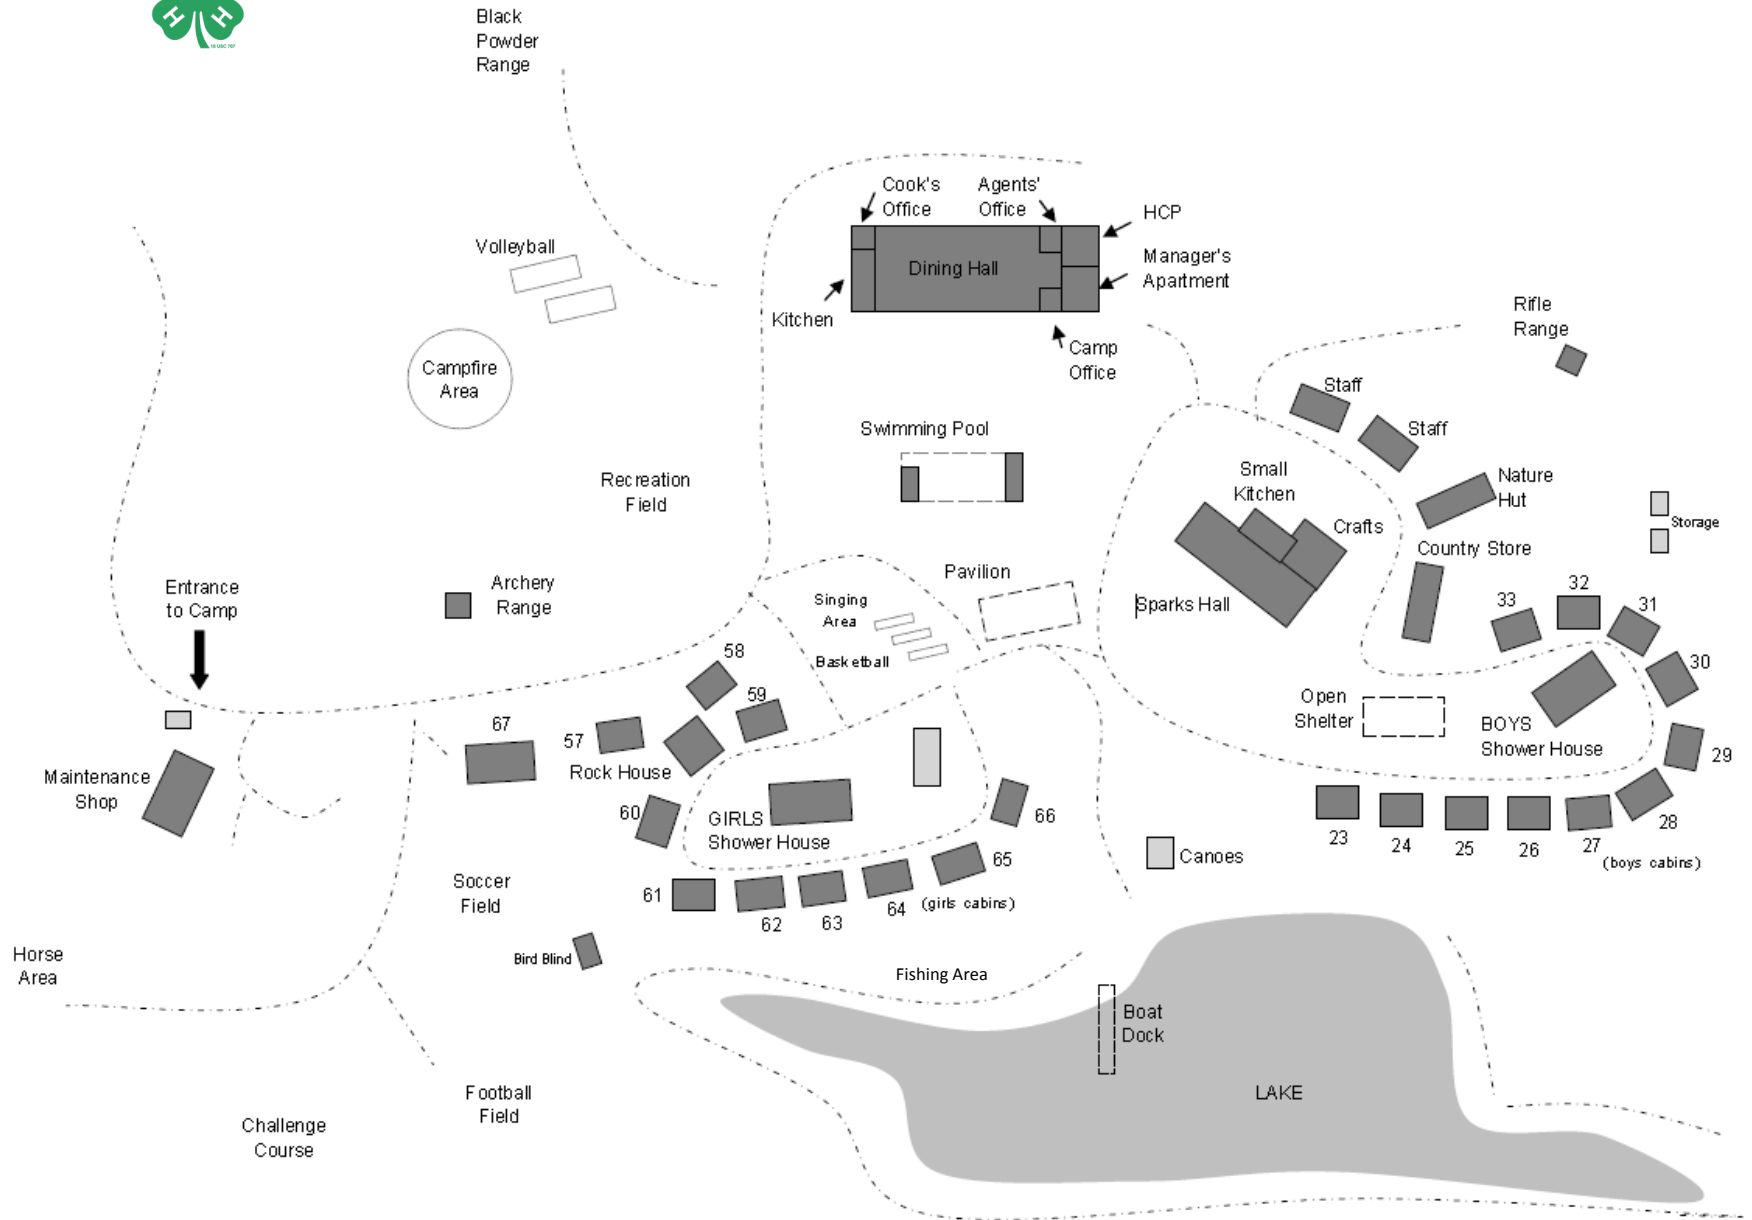 H H
18 USC 707
Black
Powder
Range
Cook's
Office
Agents'
Office
HCP
Manager's
Apartment
Dining Hall
Kitchen
Camp
Office
Volleyball
Campfire
Area
Rifle
Range
Staff
Staff
Swimming Pool
Recreation
Field
Small
Kitchen
Crafts
Nature
Hut
Storage
Country Store
Sparks Hall
Pavilion
Singing
Area
Basketball
Archery
Range
Entrance
to Camp
33
32
31
30
29
28
27
26
25
24
23
(boys cabins)
Open
Shelter
BOYS
Shower House
58
59
57
67
Rock House
60
GIRLS
Shower House
66
65
64
63
62
61
(girls cabins)
Maintenance
Shop
Canoes
Soccer
Field
Bird Blind
Horse
Area
Fishing Area
Boat
Dock
LAKE
Football
Field
Challenge
Course